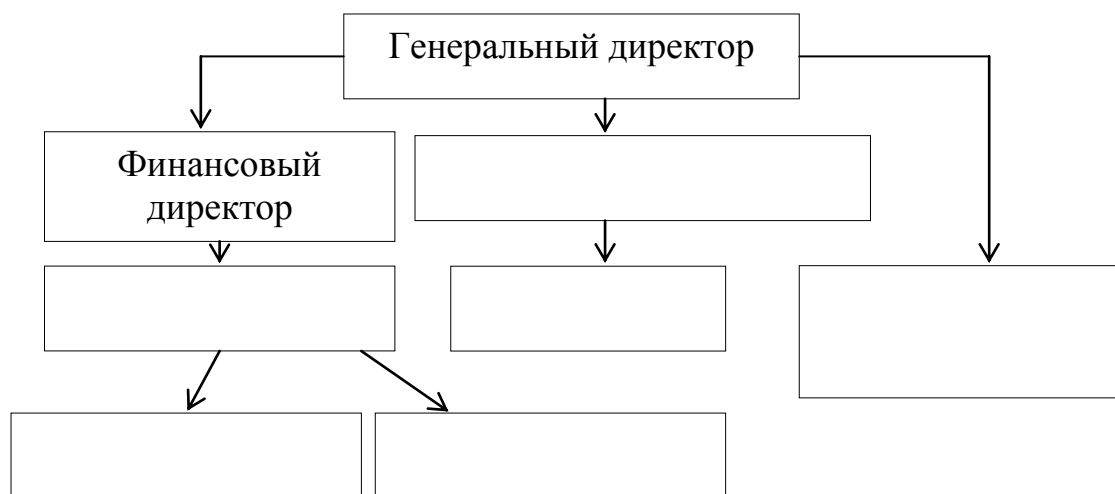 Генеральный директор
Финансовый
директор